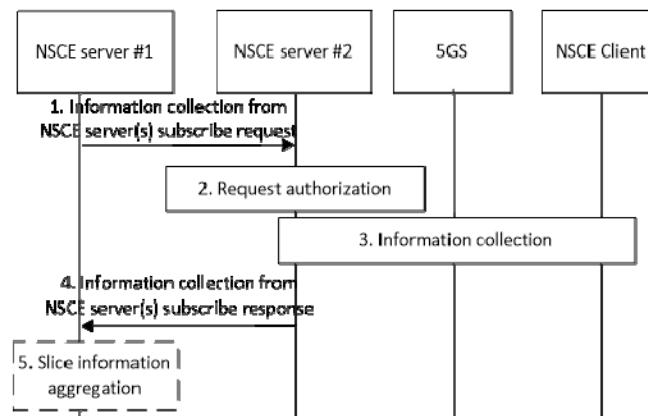 NSCE server #1
NSCE server #2
5GS
NSCE Client
1. Information collection from
NSCE server(s) subscribe request
2. Request authorization
3. Information collection
4. Information collection from
NSCE server(s) subscribe response
5. Slice information
aggregation